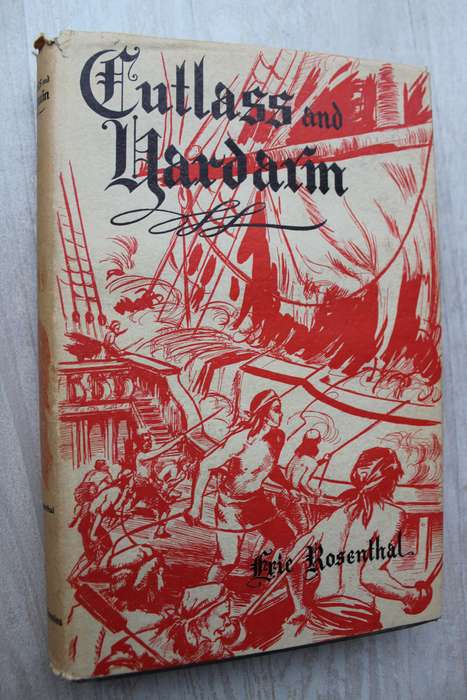 Cutlass and
Yardarm
Eric Rosenthal